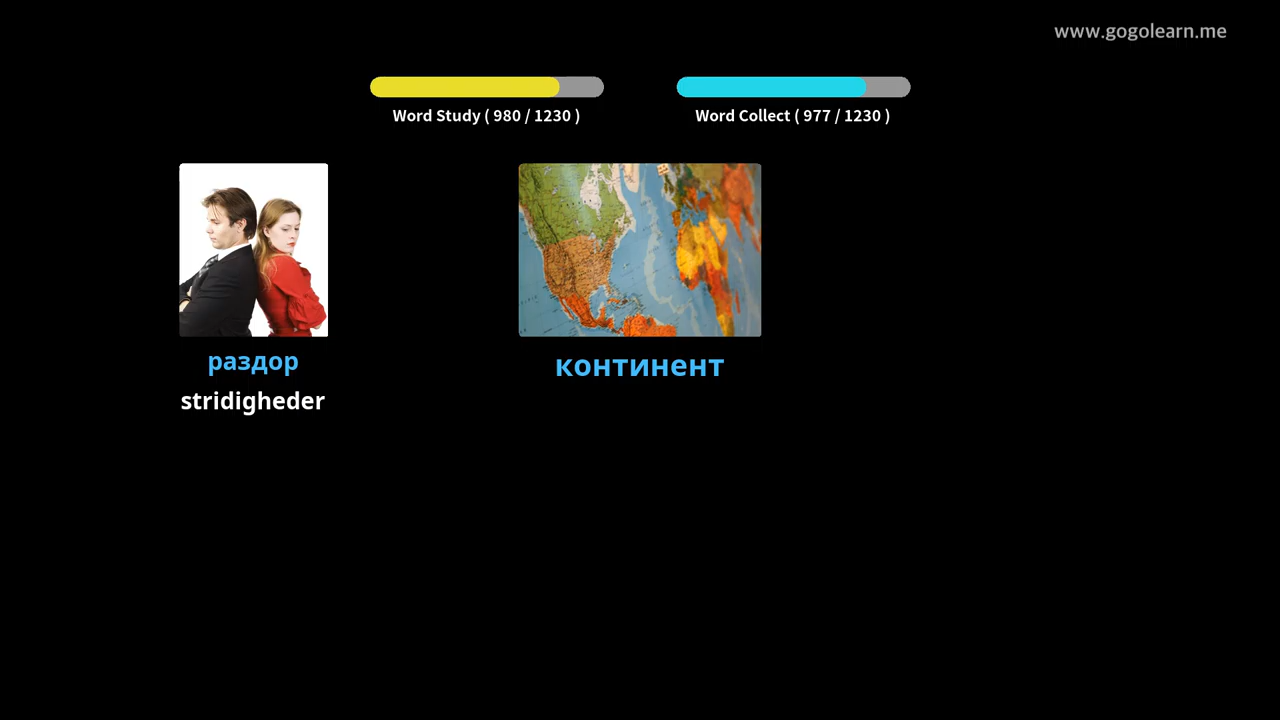 www.gogolearn.me
Word Study ( 980 / 1230 )
Word Collect ( 977 / 1230 )
раздор
stridigheder
континент